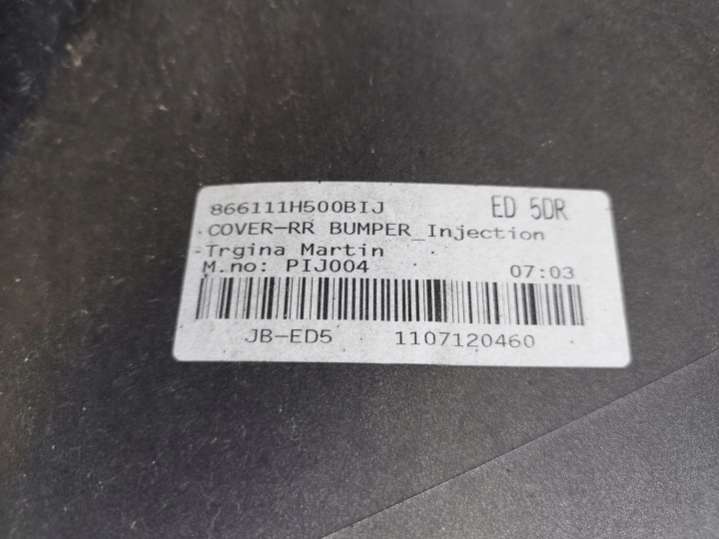 866111H500BIJ ED 5DR
COVER-RR BUMPER_Injection
Trgina Martin
M.no: PIJ004 07:03
JB-ED5 1107120460